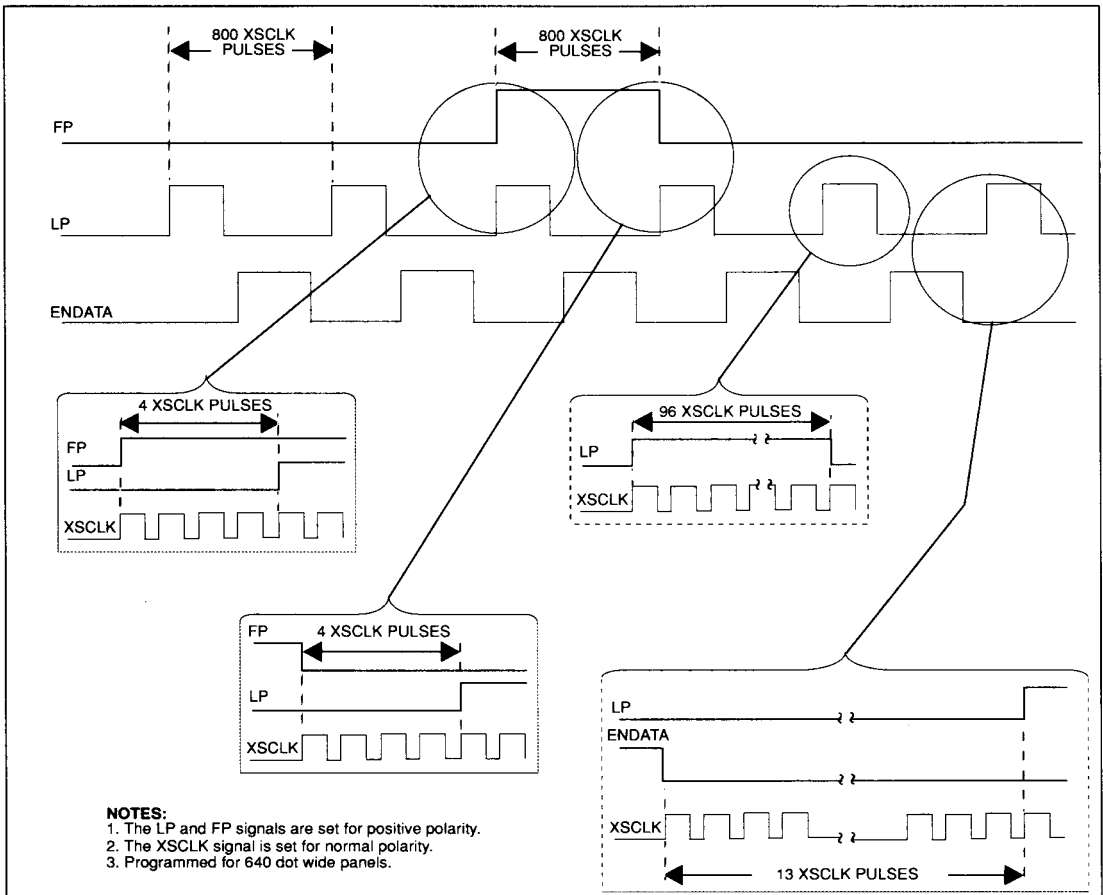 800 XSCLK
PULSES
800 XSCLK
PULSES
FP
LP
ENDATA
4 XSCLK PULSES
FP
LP
XSCLK
96 XSCLK PULSES
LP
XSCLK
4 XSCLK PULSES
FP
LP
XSCLK
LP
ENDATA
XSCLK
13 XSCLK PULSES
NOTES:
1. The LP and FP signals are set for positive polarity.
2. The XSCLK signal is set for normal polarity.
3. Programmed for 640 dot wide panels.